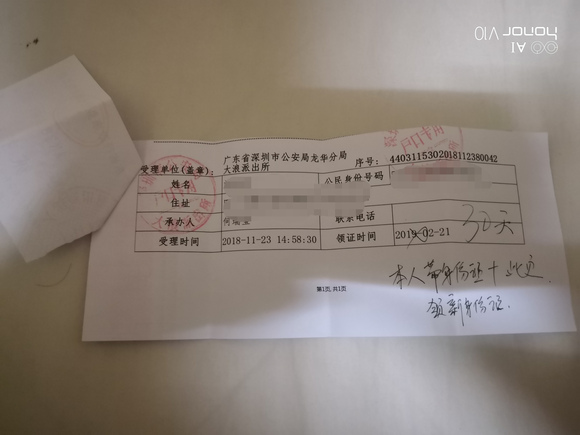 honor V10
AI
广东省深圳市公安局龙华分局
受理单位(盖章): 大浪派出所 序号: 4403115302018112380042
姓名 公民身份号码
住址
承办人 联系电话
受理时间 2018-11-23 14:58:30 领证时间 2019-02-21 30天
本人带身份证+此定
领新身份证.
第1页,共1页